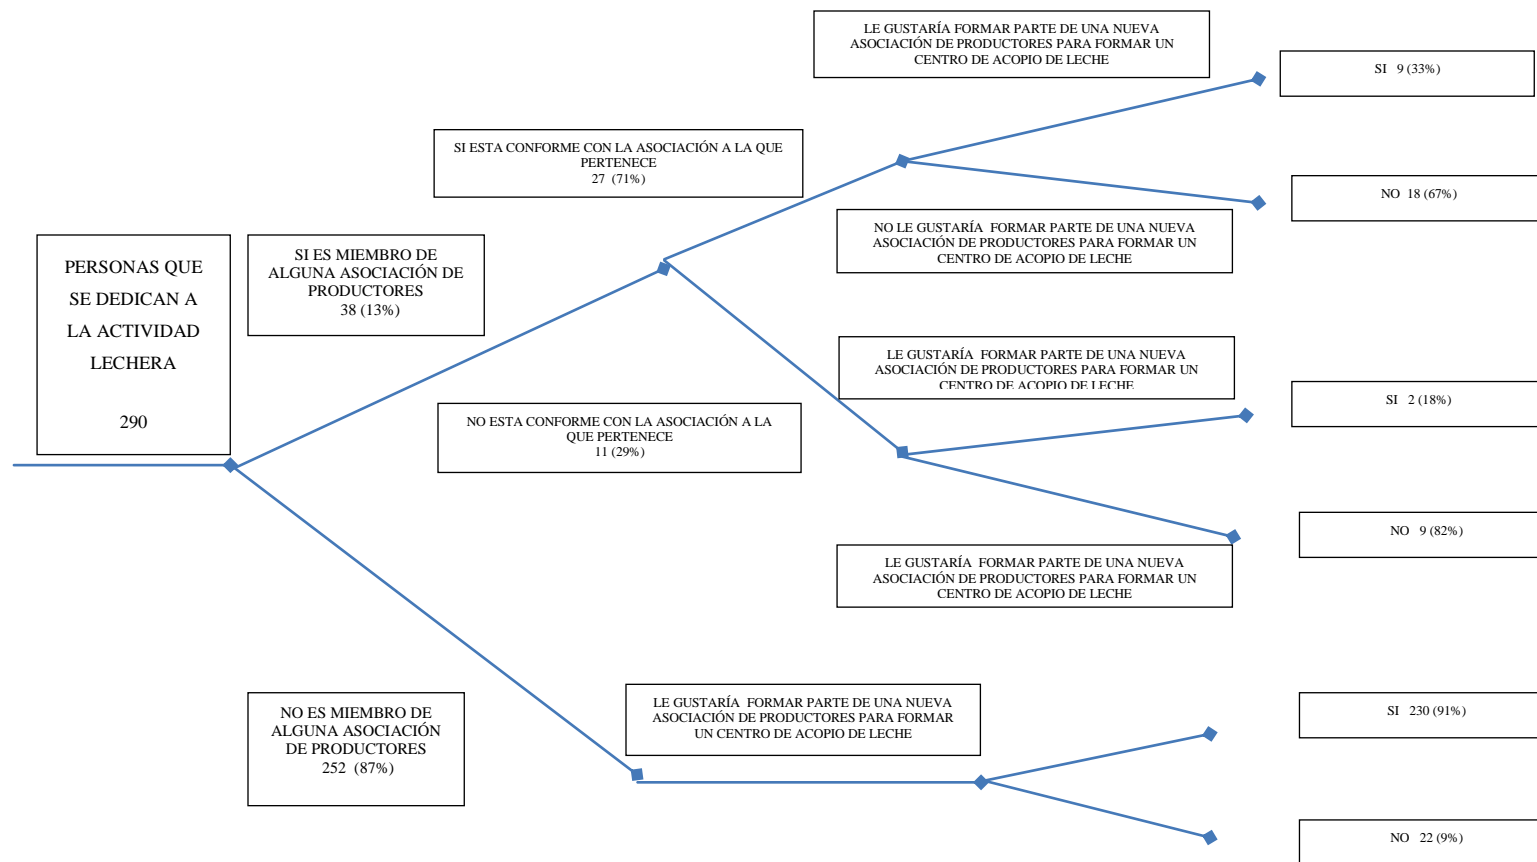 PERSONAS QUE
SE DEDICAN A
LA ACTIVIDAD
LECHERA
290
SI ES MIEMBRO DE
ALGUNA ASOCIACIÓN DE
PRODUCTORES
38 (13%)
NO ES MIEMBRO DE
ALGUNA ASOCIACIÓN
DE PRODUCTORES
252 (87%)
SI ESTA CONFORME CON LA ASOCIACIÓN A LA QUE
PERTENECE
27 (71%)
NO ESTA CONFORME CON LA ASOCIACIÓN A LA
QUE PERTENECE
11 (29%)
LE GUSTARÍA FORMAR PARTE DE UNA NUEVA
ASOCIACIÓN DE PRODUCTORES PARA FORMAR UN
CENTRO DE ACOPIO DE LECHE
NO LE GUSTARÍA FORMAR PARTE DE UNA NUEVA
ASOCIACIÓN DE PRODUCTORES PARA FORMAR UN
CENTRO DE ACOPIO DE LECHE
LE GUSTARÍA FORMAR PARTE DE UNA NUEVA
ASOCIACIÓN DE PRODUCTORES PARA FORMAR UN
CENTRO DE ACOPIO DE LECHE
LE GUSTARÍA FORMAR PARTE DE UNA NUEVA
ASOCIACIÓN DE PRODUCTORES PARA FORMAR UN
CENTRO DE ACOPIO DE LECHE
LE GUSTARÍA FORMAR PARTE DE UNA NUEVA
ASOCIACIÓN DE PRODUCTORES PARA FORMAR
UN CENTRO DE ACOPIO DE LECHE
SI 9 (33%)
NO 18 (67%)
SI 2 (18%)
NO 9 (82%)
SI 230 (91%)
NO 22 (9%)